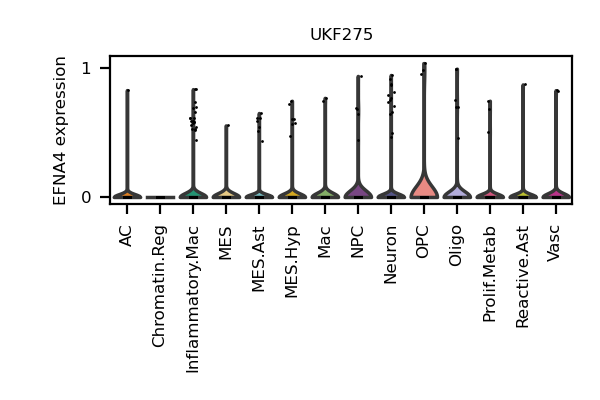 UKF275
EFNA4 expression
1
0
AC
Chromatin.Reg
Inflammatory.Mac
MES
MES.Ast
MES.Hyp
Mac
NPC
Neuron
OPC
Oligo
Prolif.Metab
Reactive.Ast
Vasc